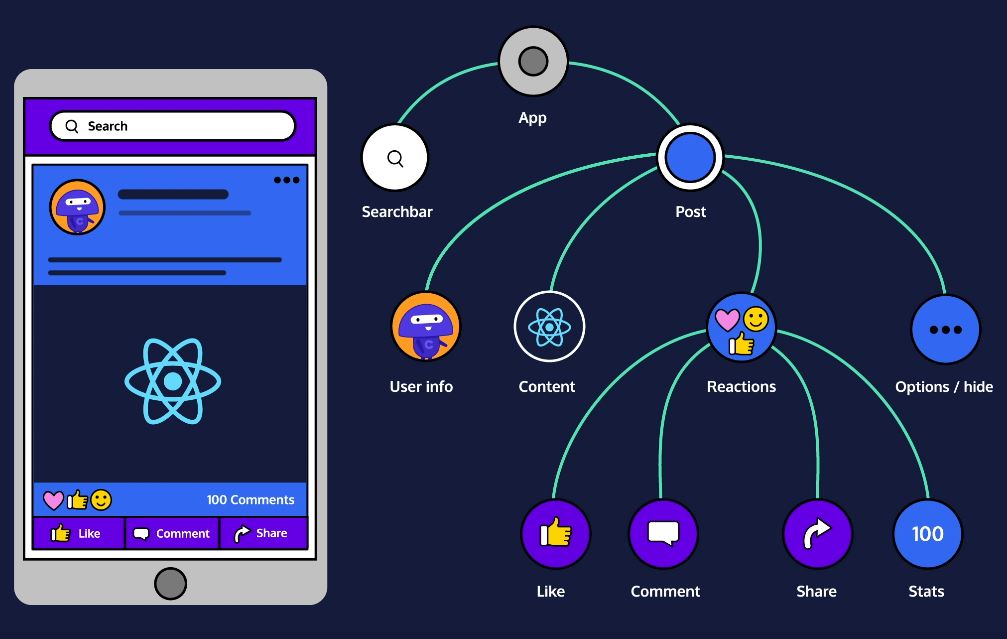 Search
100 Comments
Like
Comment
Share
App
Searchbar
Post
User info
Content
Reactions
Options / hide
100
Like
Comment
Share
Stats